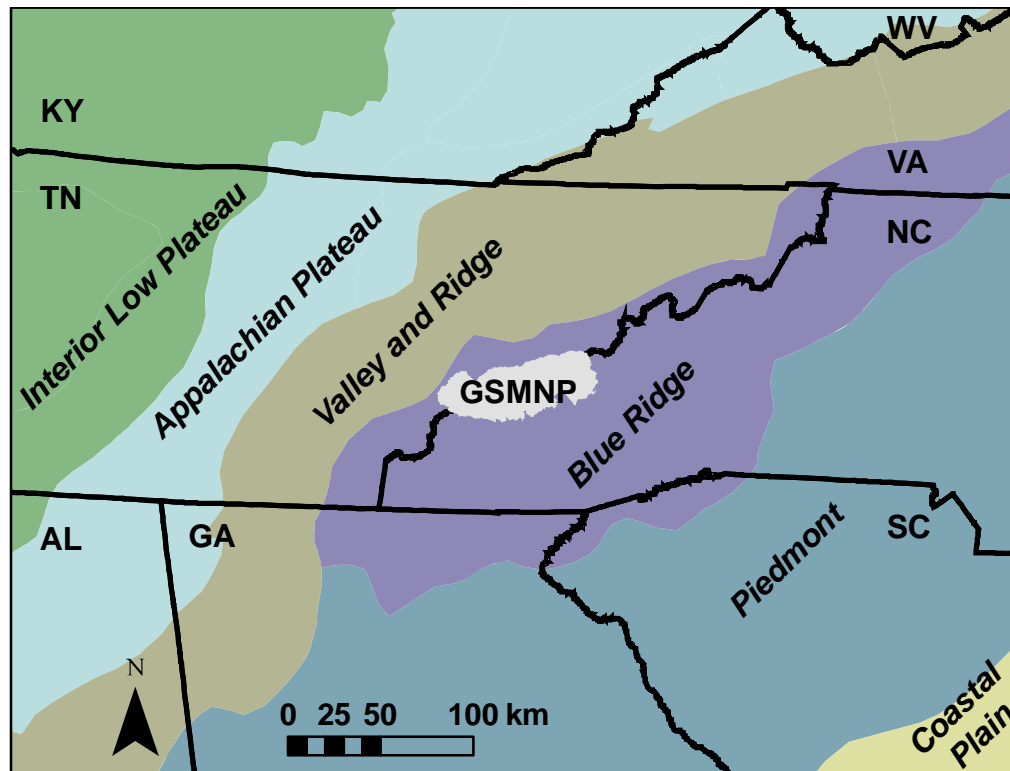 WV
KY
VA
TN
NC
Interior Low Plateau
Appalachian Plateau
Valley and Ridge
GSMNP
Blue Ridge
AL
GA
SC
Piedmont
N
0 25 50 100 km
Coastal
Plain